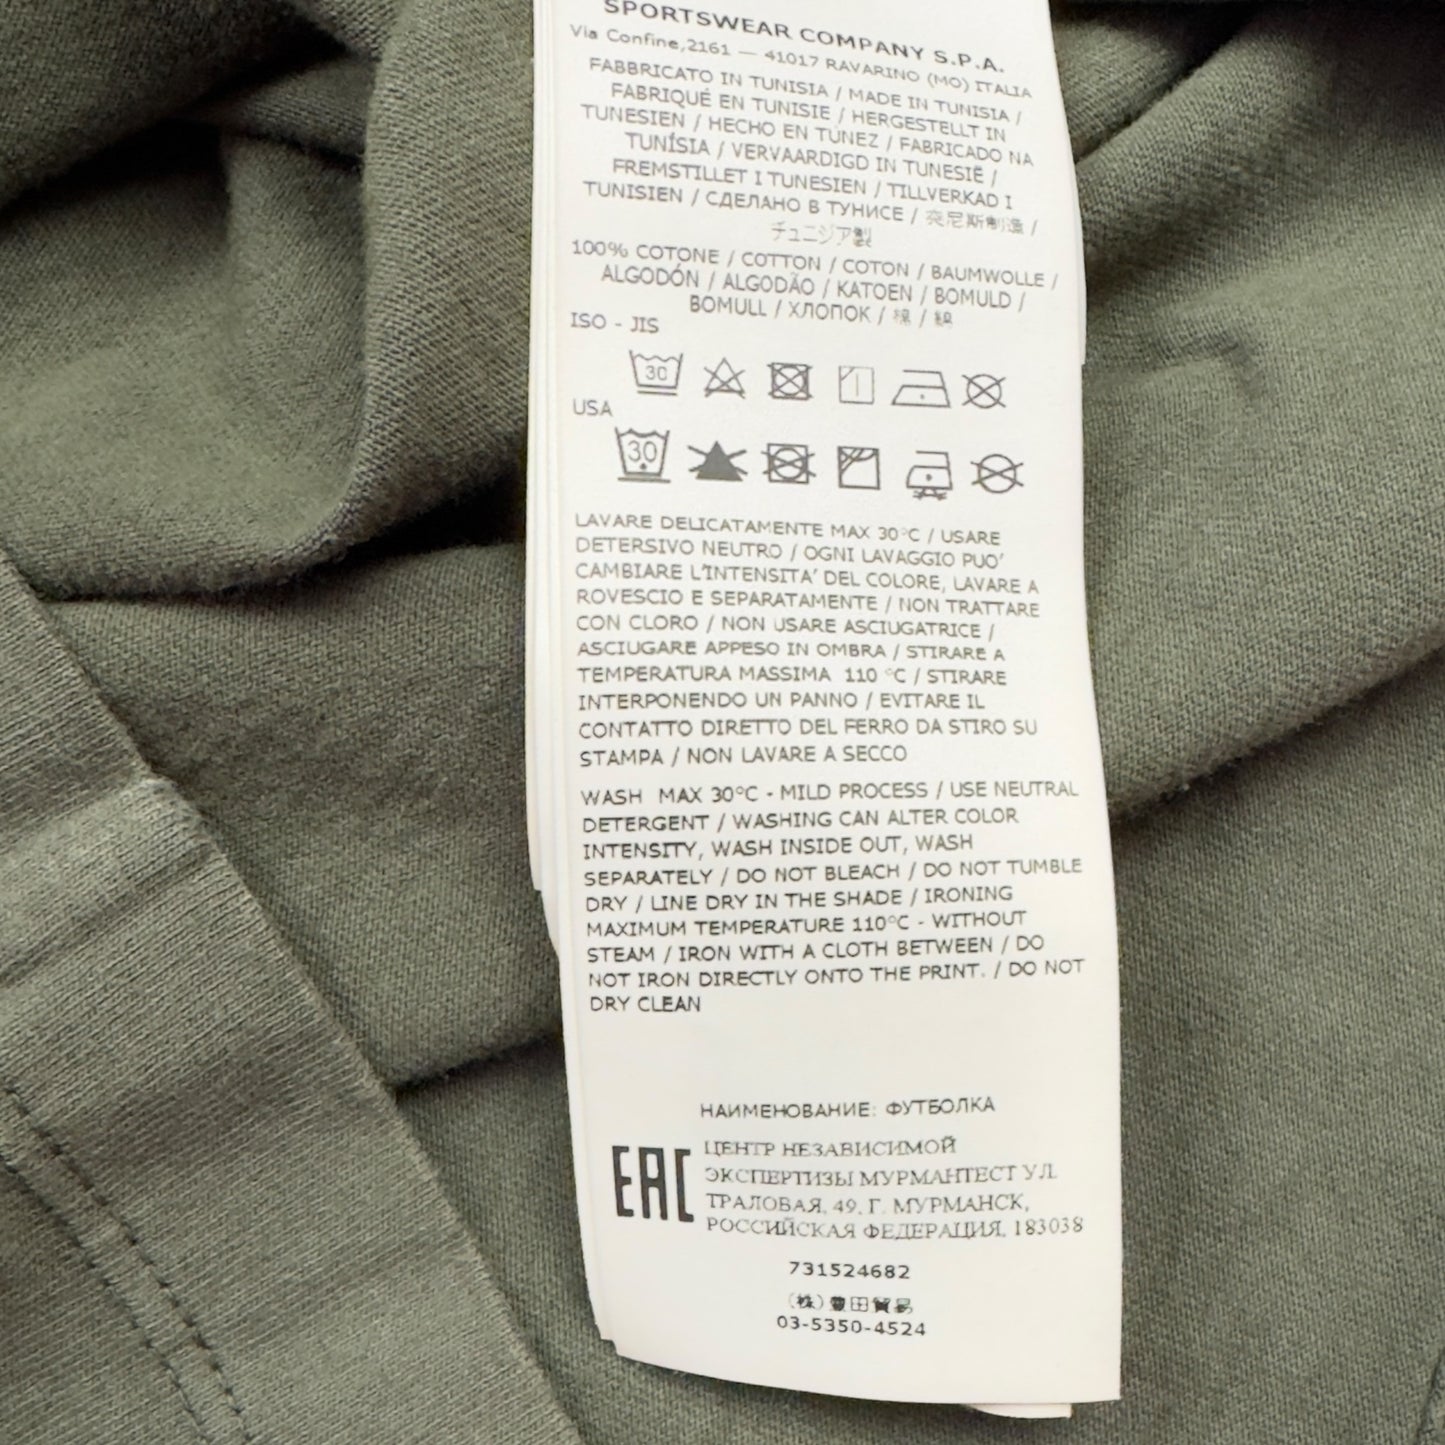 SPORTSWEAR COMPANY S.P.A.
Via Confine,2161 — 41017 RAVARINO (MO) ITALIA
FABBRICATO IN TUNISIA / MADE IN TUNISIA /
FABRIQUÉ EN TUNISIE / HERGESTELLT IN
TUNESIEN / HECHO EN TÚNEZ / FABRICADO NA
TUNÍSIA / VERVAARDIGD IN TUNESIË /
FREMSTILLET I TUNESIEN / TILLVERKAD I
TUNISIEN / СДЕЛАНО В ТУНИСЕ / 突尼斯制造 /
チュニジア製
100% COTONE / COTTON / COTON / BAUMWOLLE /
ALGODÓN / ALGODÃO / KATOEN / BOMULD /
BOMULL / ХЛОПОК / 棉 / 綿
ISO - JIS
30
USA
30
LAVARE DELICATAMENTE MAX 30°C / USARE
DETERSIVO NEUTRO / OGNI LAVAGGIO PUO'
CAMBIARE L'INTENSITA' DEL COLORE, LAVARE A
ROVESCIO E SEPARATAMENTE / NON TRATTARE
CON CLORO / NON USARE ASCIUGATRICE /
ASCIUGARE APPESO IN OMBRA / STIRARE A
TEMPERATURA MASSIMA 110 °C / STIRARE
INTERPONENDO UN PANNO / EVITARE IL
CONTATTO DIRETTO DEL FERRO DA STIRO SU
STAMPA / NON LAVARE A SECCO
WASH MAX 30°C - MILD PROCESS / USE NEUTRAL
DETERGENT / WASHING CAN ALTER COLOR
INTENSITY, WASH INSIDE OUT, WASH
SEPARATELY / DO NOT BLEACH / DO NOT TUMBLE
DRY / LINE DRY IN THE SHADE / IRONING
MAXIMUM TEMPERATURE 110°C - WITHOUT
STEAM / IRON WITH A CLOTH BETWEEN / DO
NOT IRON DIRECTLY ONTO THE PRINT. / DO NOT
DRY CLEAN
НАИМЕНОВАНИЕ: ФУТБОЛКА
EAC
ЦЕНТР НЕЗАВИСИМОЙ
ЭКСПЕРТИЗЫ МУРМАНТЕСТ УЛ.
ТРАЛОВАЯ, 49, Г. МУРМАНСК,
РОССИЙСКАЯ ФЕДЕРАЦИЯ, 183038
731524682
(株)豊田貿易
03-5350-4524